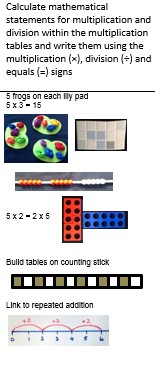 Calculate mathematical
statements for multiplication and
division within the multiplication
tables and write them using the
multiplication (×), division (÷) and
equals (=) signs
5 frogs on each lily pad
5 x 3 = 15
5 x 2 = 2 x 5
Build tables on counting stick
Link to repeated addition
+2 +2 +2
0 1 2 3 4 5 6